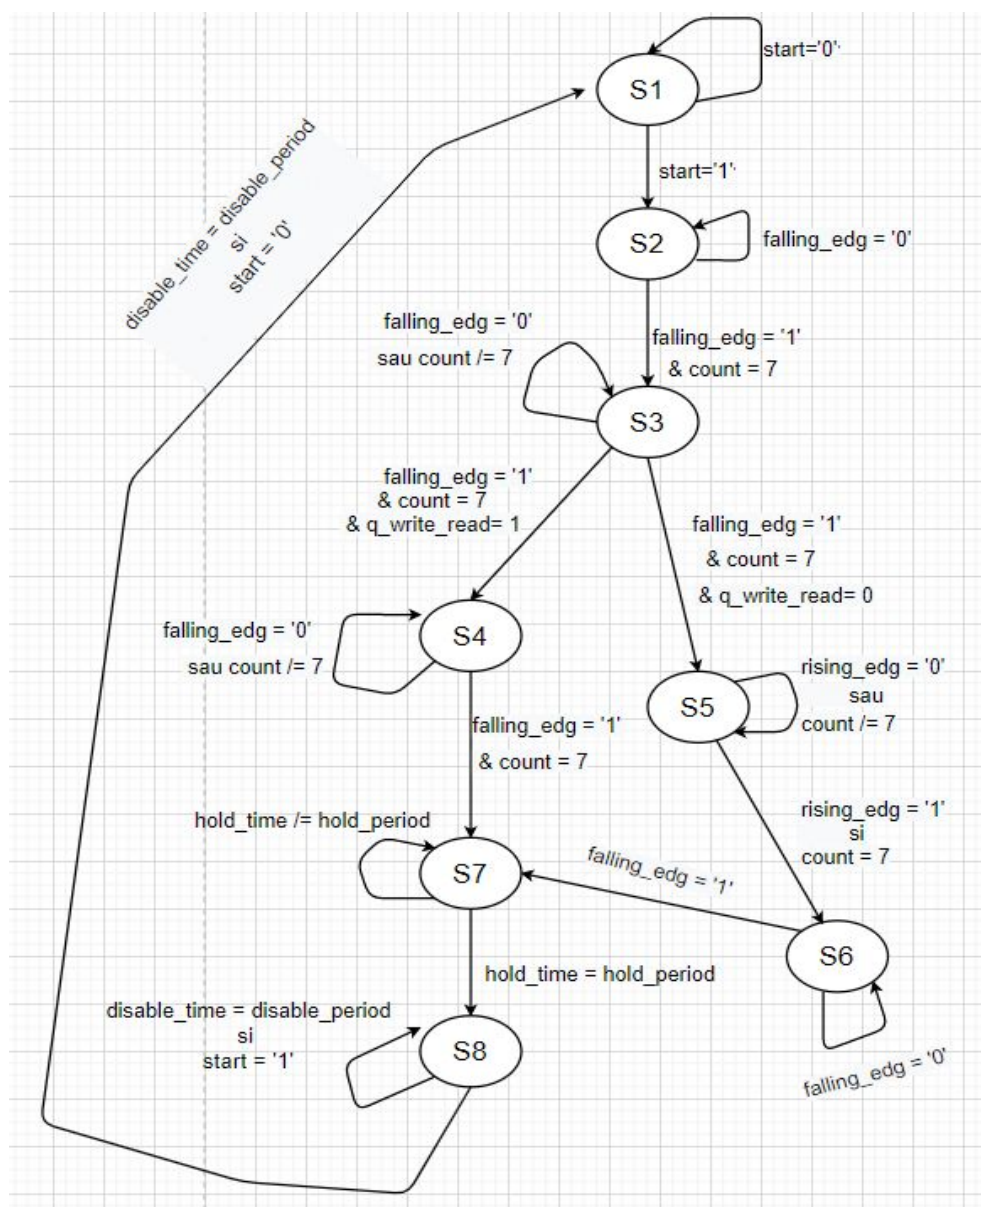 start='0'
S1
start='1'
S2
falling_edg = '0'
disable_time = disable_period
si
start = '0'
falling_edg = '0'
sau count /= 7
falling_edg = '1'
& count = 7
S3
falling_edg = '1'
& count = 7
& q_write_read= 1
falling_edg = '1'
& count = 7
& q_write_read= 0
falling_edg = '0'
sau count /= 7
S4
S5
rising_edg = '0'
sau
count /= 7
falling_edg = '1'
& count = 7
rising_edg = '1'
si
count = 7
hold_time /= hold_period
S7
falling_edg = '1'
S6
hold_time = hold_period
falling_edg = '0'
disable_time = disable_period
si
start = '1'
S8